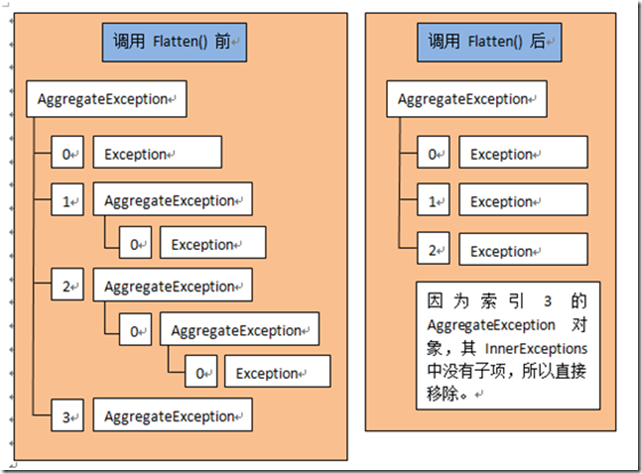 调用 Flatten() 前
AggregateException
0
Exception
1
AggregateException
0
Exception
2
AggregateException
0
AggregateException
0
Exception
3
AggregateException
调用 Flatten() 后
AggregateException
0
Exception
1
Exception
2
Exception
因为索引 3 的
AggregateException 对
象，其 InnerExceptions
中没有子项，所以直接
移除。